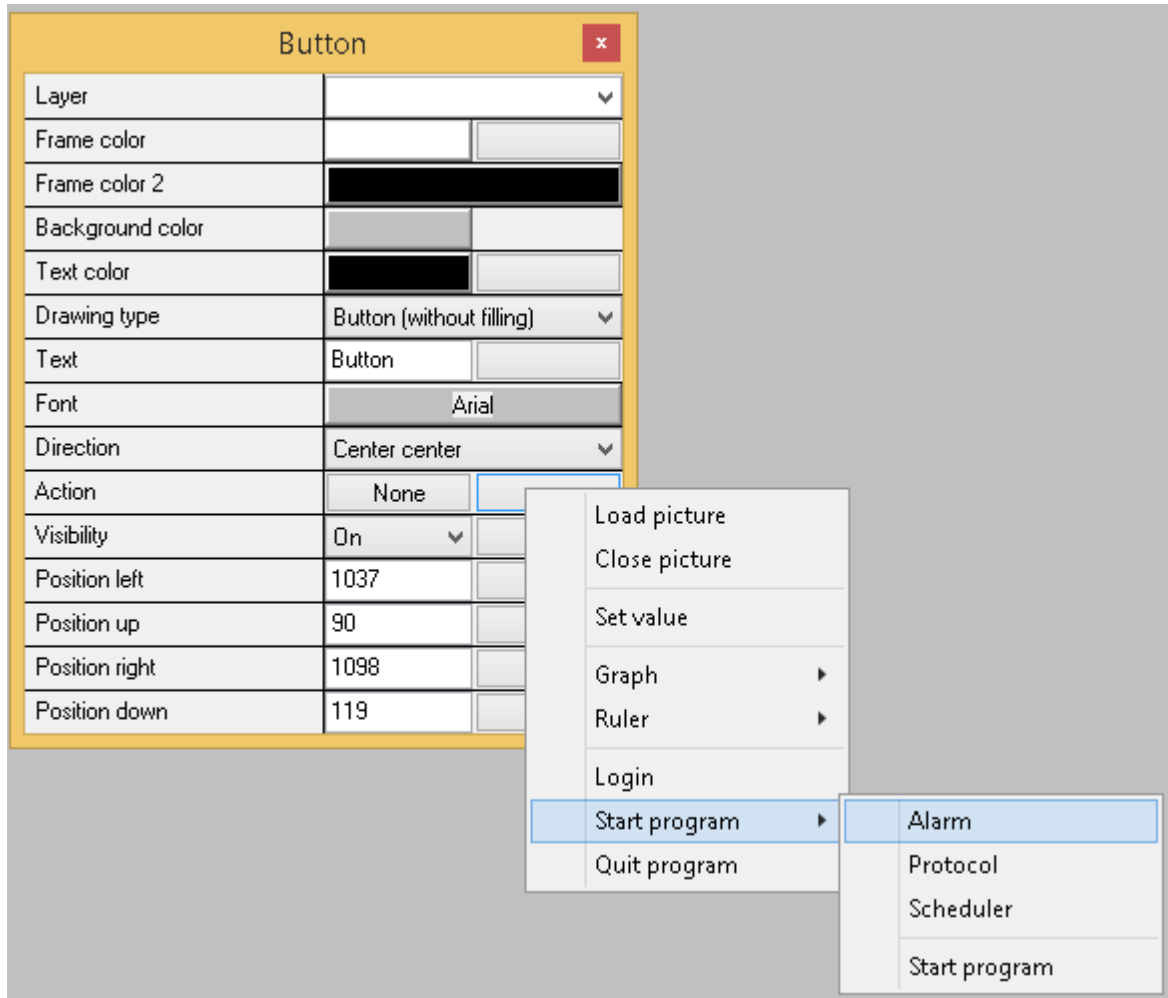 Button
x
Layer
Frame color
Frame color 2
Background color
Text color
Drawing type Button (without filling)
Text Button
Font Arial
Direction Center center
Action None
Visibility On
Position left 1037
Position up 90
Position right 1098
Position down 119
Load picture
Close picture
Set value
Graph
Ruler
Login
Start program
Quit program
Alarm
Protocol
Scheduler
Start program